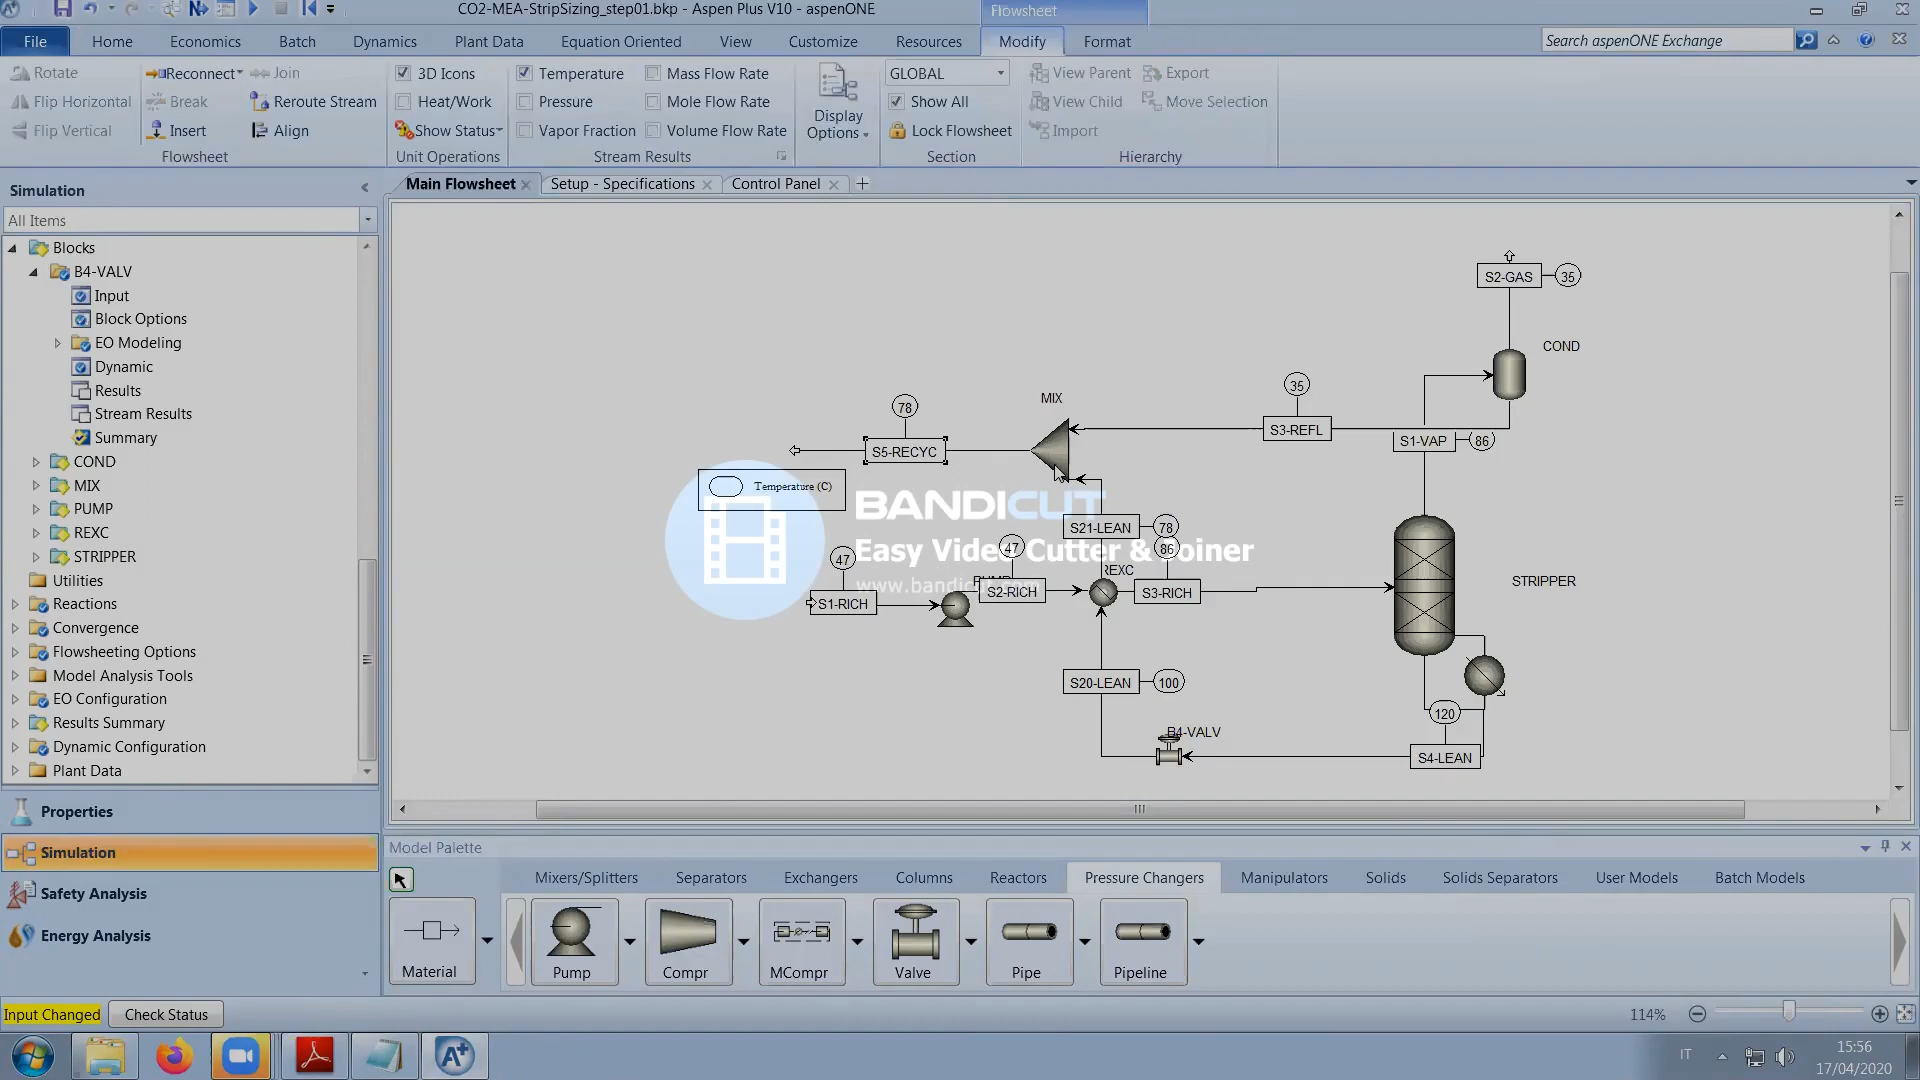 CO2-MEA-StripSizing_step01.bkp - Aspen Plus V10 - aspenONE
Flowsheet
File
Home
Economics
Batch
Dynamics
Plant Data
Equation Oriented
View
Customize
Resources
Modify
Format
Search aspenONE Exchange
Rotate
Reconnect
Join
3D Icons
Temperature
Mass Flow Rate
GLOBAL
View Parent
Export
Flip Horizontal
Break
Reroute Stream
Heat/Work
Pressure
Mole Flow Rate
Display
Options
Show All
View Child
Move Selection
Flip Vertical
Insert
Align
Show Status
Vapor Fraction
Volume Flow Rate
Lock Flowsheet
Import
Flowsheet
Unit Operations
Stream Results
Section
Hierarchy
Simulation
All Items
Blocks
B4-VALV
Input
Block Options
EO Modeling
Dynamic
Results
Stream Results
Summary
COND
MIX
PUMP
REXC
STRIPPER
Utilities
Reactions
Convergence
Flowsheeting Options
Model Analysis Tools
EO Configuration
Results Summary
Dynamic Configuration
Plant Data
Properties
Simulation
Safety Analysis
Energy Analysis
Main Flowsheet
Setup - Specifications
Control Panel
S2-GAS
35
COND
35
MIX
78
S3-REFL
S1-VAP
86
S5-RECYC
Temperature (C)
BANDICUT
S21-LEAN
78
Easy Video Cutter & Joiner
47
47
86
www.bandicut.com
PUMP
REXC
S2-RICH
S3-RICH
S1-RICH
STRIPPER
S20-LEAN
100
120
B4-VALV
S4-LEAN
Model Palette
Mixers/Splitters
Separators
Exchangers
Columns
Reactors
Pressure Changers
Manipulators
Solids
Solids Separators
User Models
Batch Models
Material
Pump
Compr
MCompr
Valve
Pipe
Pipeline
Input Changed
Check Status
114%
IT
15:56
17/04/2020